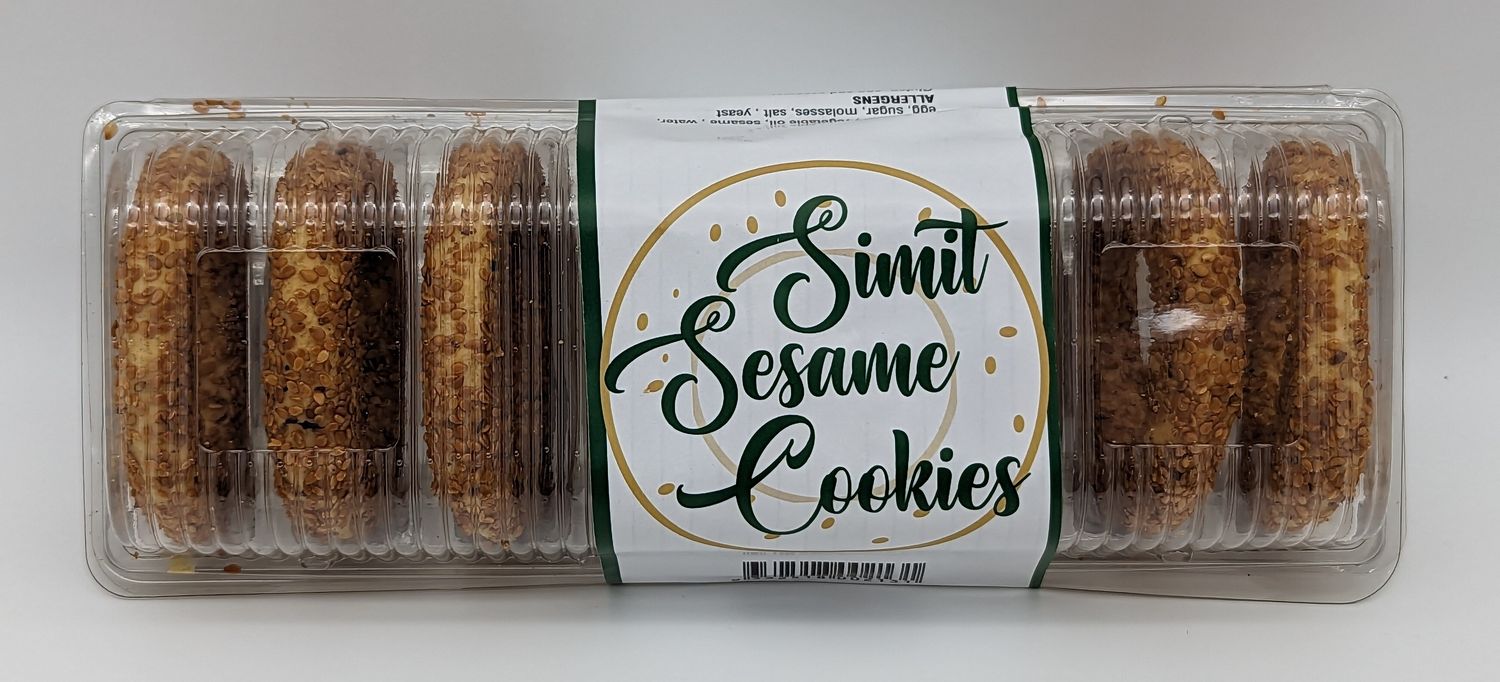 Simit
Sesame
Cookies
vegetable oil, sesame , water,
egg, sugar, molasses, salt , yeast
ALLERGENS